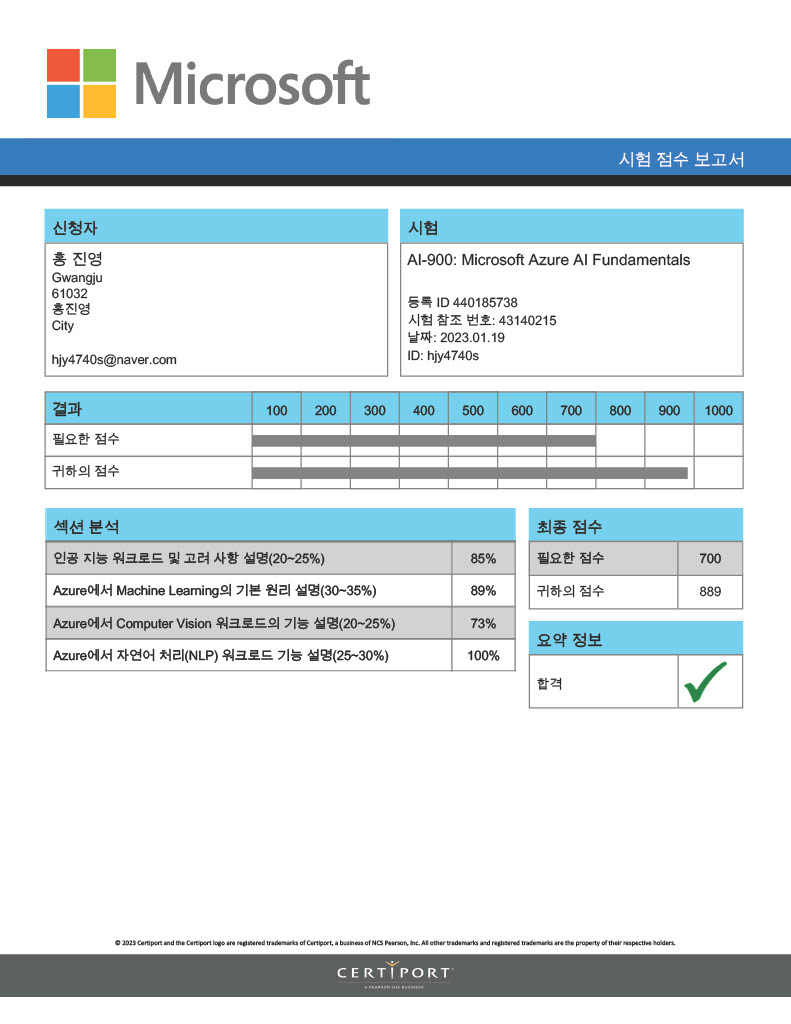 Microsoft
시험 점수 보고서
신청자
홍 진영
Gwangju
61032
홍진영
City
hjy4740s@naver.com
시험
AI-900: Microsoft Azure AI Fundamentals
등록 ID 440185738
시험 참조 번호: 43140215
날짜: 2023.01.19
ID: hjy4740s
결과 100 200 300 400 500 600 700 800 900 1000
필요한 점수
귀하의 점수
섹션 분석
인공 지능 워크로드 및 고려 사항 설명(20~25%) 85%
Azure에서 Machine Learning의 기본 원리 설명(30~35%) 89%
Azure에서 Computer Vision 워크로드의 기능 설명(20~25%) 73%
Azure에서 자연어 처리(NLP) 워크로드 기능 설명(25~30%) 100%
최종 점수
필요한 점수 700
귀하의 점수 889
요약 정보
합격
© 2023 Certiport and the Certiport logo are registered trademarks of Certiport, a business of NCS Pearson, Inc. All other trademarks and registered trademarks are the property of their respective holders.
CERTIPORT
A PEARSON VUE BUSINESS